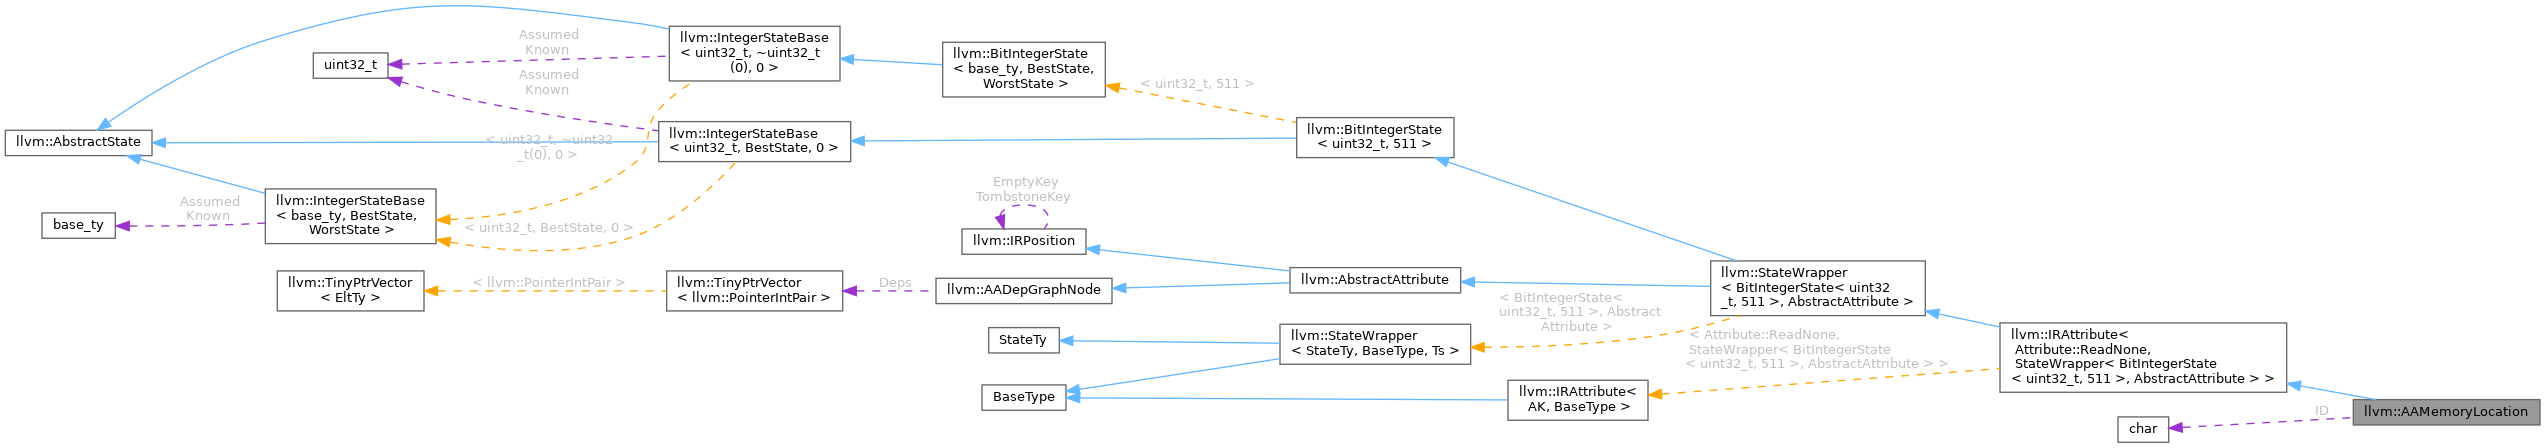 llvm::AbstractState
uint32_t
base_ty
llvm::IntegerStateBase
< base_ty, BestState,
WorstState >
llvm::TinyPtrVector
< EltTy >
Assumed
Known
Assumed
Known
Assumed
Known
< uint32_t, ~uint32
_t(0), 0 >
< uint32_t, BestState, 0 >
< llvm::PointerIntPair >
llvm::IntegerStateBase
< uint32_t, ~uint32_t
(0), 0 >
llvm::IntegerStateBase
< uint32_t, BestState, 0 >
llvm::TinyPtrVector
< llvm::PointerIntPair >
Deps
llvm::BitIntegerState
< base_ty, BestState,
WorstState >
EmptyKey
TombstoneKey
llvm::IRPosition
llvm::AADepGraphNode
StateTy
BaseType
< uint32_t, 511 >
llvm::BitIntegerState
< uint32_t, 511 >
llvm::AbstractAttribute
llvm::StateWrapper
< StateTy, BaseType, Ts >
< BitIntegerState<
uint32_t, 511 >, Abstract
Attribute >
llvm::IRAttribute<
AK, BaseType >
llvm::StateWrapper
< BitIntegerState< uint32
_t, 511 >, AbstractAttribute >
< Attribute::ReadNone,
StateWrapper< BitIntegerState
< uint32_t, 511 >, AbstractAttribute > >
llvm::IRAttribute<
Attribute::ReadNone,
StateWrapper< BitIntegerState
< uint32_t, 511 >, AbstractAttribute > >
char
ID
llvm::AAMemoryLocation